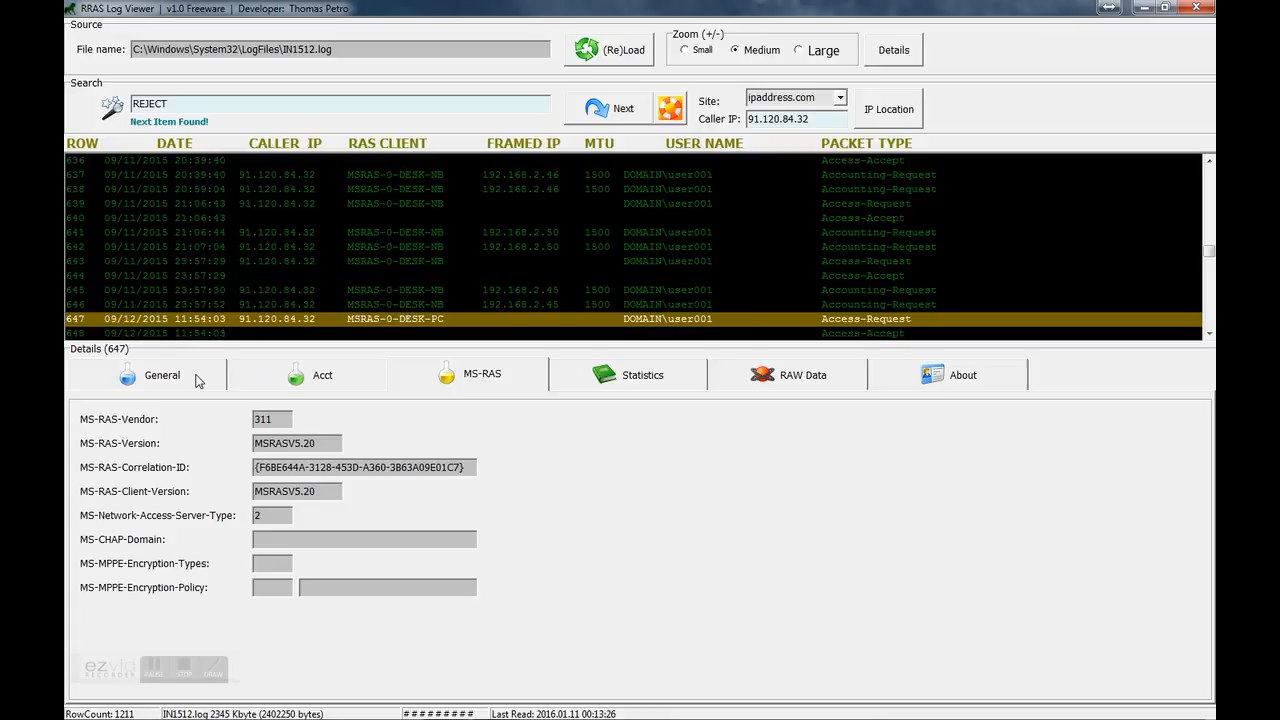 RRAS Log Viewer | v1.0 Freeware | Developer: Thomas Petro
Source
File name: C:\Windows\System32\LogFiles\IN1512.log (Re)Load Zoom (+/-) Small Medium Large Details
Search
REJECT Next Site: ipaddress.com IP Location
Next Item Found! Caller IP: 91.120.84.32
ROW DATE CALLER IP RAS CLIENT FRAMED IP MTU USER NAME PACKET TYPE
636 09/11/2015 20:39:40 Access-Accept
637 09/11/2015 20:39:40 91.120.84.32 MSRAS-0-DESK-NB 192.168.2.46 1500 DOMAIN\user001 Accounting-Request
638 09/11/2015 20:59:04 91.120.84.32 MSRAS-0-DESK-NB 192.168.2.46 1500 DOMAIN\user001 Accounting-Request
639 09/11/2015 21:06:43 91.120.84.32 MSRAS-0-DESK-NB DOMAIN\user001 Access-Request
640 09/11/2015 21:06:43 Access-Accept
641 09/11/2015 21:06:44 91.120.84.32 MSRAS-0-DESK-NB 192.168.2.50 1500 DOMAIN\user001 Accounting-Request
642 09/11/2015 21:07:04 91.120.84.32 MSRAS-0-DESK-NB 192.168.2.50 1500 DOMAIN\user001 Accounting-Request
643 09/11/2015 23:57:29 91.120.84.32 MSRAS-0-DESK-NB DOMAIN\user001 Access-Request
644 09/11/2015 23:57:29 Access-Accept
645 09/11/2015 23:57:30 91.120.84.32 MSRAS-0-DESK-NB 192.168.2.45 1500 DOMAIN\user001 Accounting-Request
646 09/11/2015 23:57:52 91.120.84.32 MSRAS-0-DESK-NB 192.168.2.45 1500 DOMAIN\user001 Accounting-Request
647 09/12/2015 11:54:03 91.120.84.32 MSRAS-0-DESK-PC DOMAIN\user001 Access-Request
648 09/12/2015 11:54:03 Access-Accept
Details (647)
General Acct MS-RAS Statistics RAW Data About
MS-RAS-Vendor: 311
MS-RAS-Version: MSRASV5.20
MS-RAS-Correlation-ID: {F6BE644A-3128-453D-A360-3B63A09E01C7}
MS-RAS-Client-Version: MSRASV5.20
MS-Network-Access-Server-Type: 2
MS-CHAP-Domain:
MS-MPPE-Encryption-Types:
MS-MPPE-Encryption-Policy:
ezvid
RECORDER PAUSE STOP DRAW
RowCount: 1211 IN1512.log 2345 Kbyte (2402250 bytes) # # # # # # # # # Last Read: 2016.01.11 00:13:26